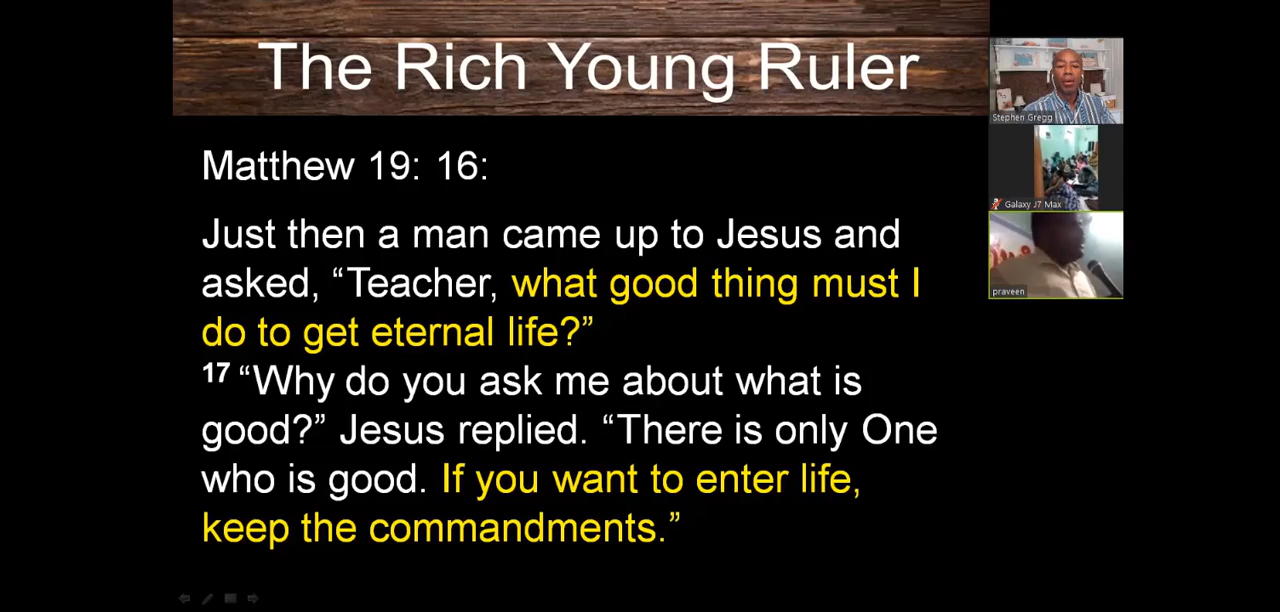 The Rich Young Ruler
Matthew 19: 16:
Just then a man came up to Jesus and
asked, “Teacher, what good thing must I
do to get eternal life?”
17 “Why do you ask me about what is
good?” Jesus replied. “There is only One
who is good. If you want to enter life,
keep the commandments.”
Stephen Gregg
Galaxy J7 Max
praveen